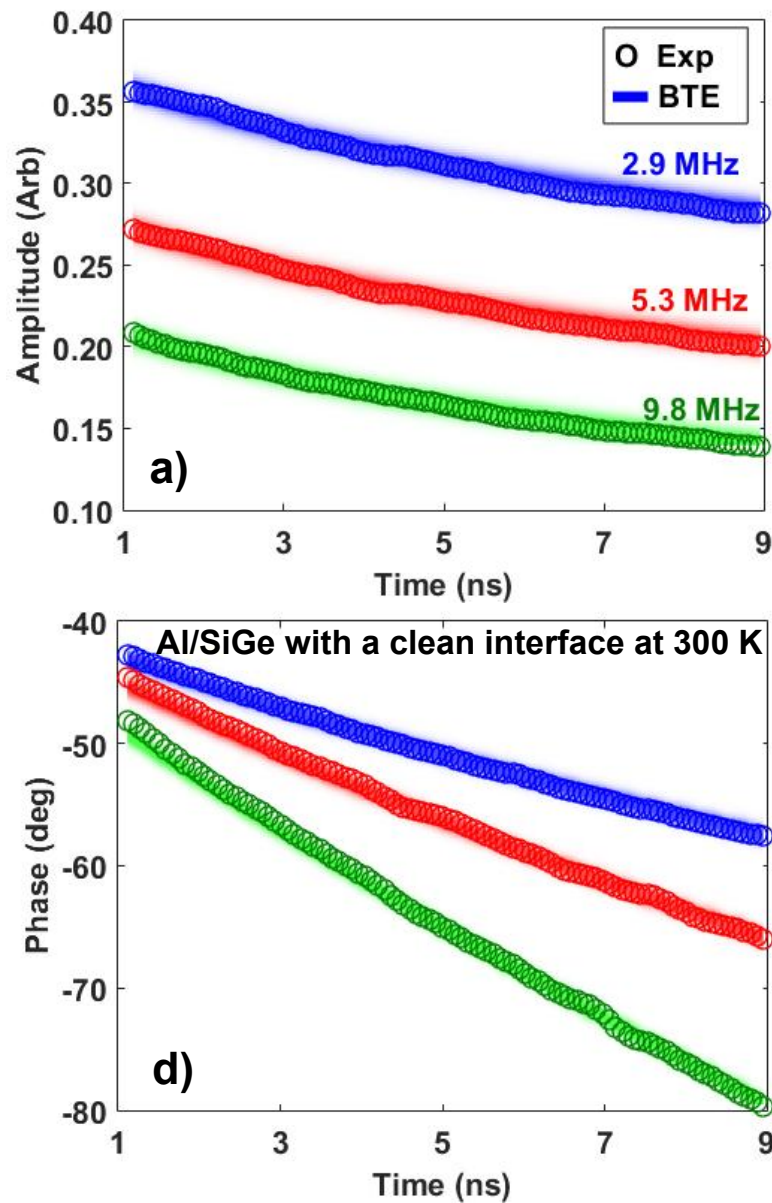 0.40
0.35
0.30
0.25
0.20
0.15
0.10
Amplitude (Arb)
Exp
BTE
2.9 MHz
5.3 MHz
9.8 MHz
a)
1 3 5 7 9
Time (ns)
-40
-50
-60
-70
-80
Phase (deg)
Al/SiGe with a clean interface at 300 K
d)
1 3 5 7 9
Time (ns)